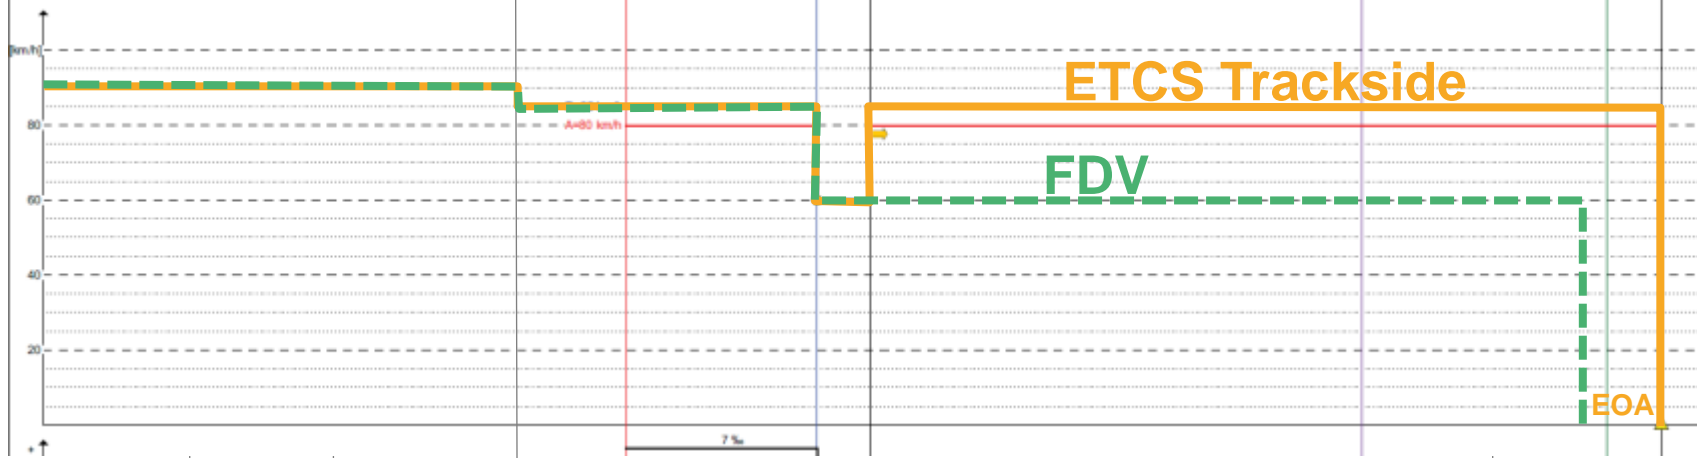 [km/h]
ETCS Trackside
80
A=80 km/h
FDV
60
40
20
EOA
7 ‰
+